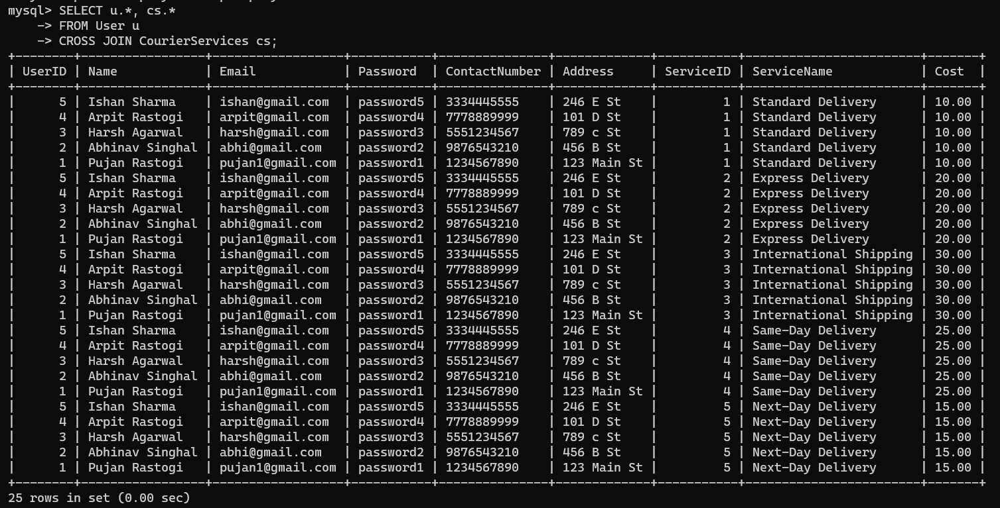 mysql> SELECT u.*, cs.*
    -> FROM User u
    -> CROSS JOIN CourierServices cs;
+--------+-----------------+------------------+-----------+---------------+-------------+-----------+------------------------+-------+
| UserID | Name            | Email            | Password  | ContactNumber | Address     | ServiceID | ServiceName            | Cost  |
+--------+-----------------+------------------+-----------+---------------+-------------+-----------+------------------------+-------+
|      5 | Ishan Sharma    | ishan@gmail.com  | password5 | 3334445555    | 246 E St    |         1 | Standard Delivery      | 10.00 |
|      4 | Arpit Rastogi   | arpit@gmail.com  | password4 | 7778889999    | 101 D St    |         1 | Standard Delivery      | 10.00 |
|      3 | Harsh Agarwal   | harsh@gmail.com  | password3 | 5551234567    | 789 c St    |         1 | Standard Delivery      | 10.00 |
|      2 | Abhinav Singhal | abhi@gmail.com   | password2 | 9876543210    | 456 B St    |         1 | Standard Delivery      | 10.00 |
|      1 | Pujan Rastogi   | pujan1@gmail.com | password1 | 1234567890    | 123 Main St |         1 | Standard Delivery      | 10.00 |
|      5 | Ishan Sharma    | ishan@gmail.com  | password5 | 3334445555    | 246 E St    |         2 | Express Delivery       | 20.00 |
|      4 | Arpit Rastogi   | arpit@gmail.com  | password4 | 7778889999    | 101 D St    |         2 | Express Delivery       | 20.00 |
|      3 | Harsh Agarwal   | harsh@gmail.com  | password3 | 5551234567    | 789 c St    |         2 | Express Delivery       | 20.00 |
|      2 | Abhinav Singhal | abhi@gmail.com   | password2 | 9876543210    | 456 B St    |         2 | Express Delivery       | 20.00 |
|      1 | Pujan Rastogi   | pujan1@gmail.com | password1 | 1234567890    | 123 Main St |         2 | Express Delivery       | 20.00 |
|      5 | Ishan Sharma    | ishan@gmail.com  | password5 | 3334445555    | 246 E St    |         3 | International Shipping | 30.00 |
|      4 | Arpit Rastogi   | arpit@gmail.com  | password4 | 7778889999    | 101 D St    |         3 | International Shipping | 30.00 |
|      3 | Harsh Agarwal   | harsh@gmail.com  | password3 | 5551234567    | 789 c St    |         3 | International Shipping | 30.00 |
|      2 | Abhinav Singhal | abhi@gmail.com   | password2 | 9876543210    | 456 B St    |         3 | International Shipping | 30.00 |
|      1 | Pujan Rastogi   | pujan1@gmail.com | password1 | 1234567890    | 123 Main St |         3 | International Shipping | 30.00 |
|      5 | Ishan Sharma    | ishan@gmail.com  | password5 | 3334445555    | 246 E St    |         4 | Same-Day Delivery      | 25.00 |
|      4 | Arpit Rastogi   | arpit@gmail.com  | password4 | 7778889999    | 101 D St    |         4 | Same-Day Delivery      | 25.00 |
|      3 | Harsh Agarwal   | harsh@gmail.com  | password3 | 5551234567    | 789 c St    |         4 | Same-Day Delivery      | 25.00 |
|      2 | Abhinav Singhal | abhi@gmail.com   | password2 | 9876543210    | 456 B St    |         4 | Same-Day Delivery      | 25.00 |
|      1 | Pujan Rastogi   | pujan1@gmail.com | password1 | 1234567890    | 123 Main St |         4 | Same-Day Delivery      | 25.00 |
|      5 | Ishan Sharma    | ishan@gmail.com  | password5 | 3334445555    | 246 E St    |         5 | Next-Day Delivery      | 15.00 |
|      4 | Arpit Rastogi   | arpit@gmail.com  | password4 | 7778889999    | 101 D St    |         5 | Next-Day Delivery      | 15.00 |
|      3 | Harsh Agarwal   | harsh@gmail.com  | password3 | 5551234567    | 789 c St    |         5 | Next-Day Delivery      | 15.00 |
|      2 | Abhinav Singhal | abhi@gmail.com   | password2 | 9876543210    | 456 B St    |         5 | Next-Day Delivery      | 15.00 |
|      1 | Pujan Rastogi   | pujan1@gmail.com | password1 | 1234567890    | 123 Main St |         5 | Next-Day Delivery      | 15.00 |
+--------+-----------------+------------------+-----------+---------------+-------------+-----------+------------------------+-------+
25 rows in set (0.00 sec)